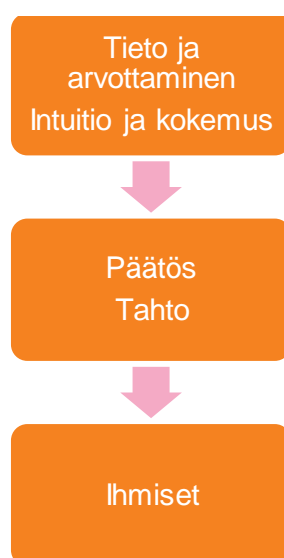 Tieto ja
arvottaminen
Intuitio ja kokemus
Päätös
Tahto
Ihmiset